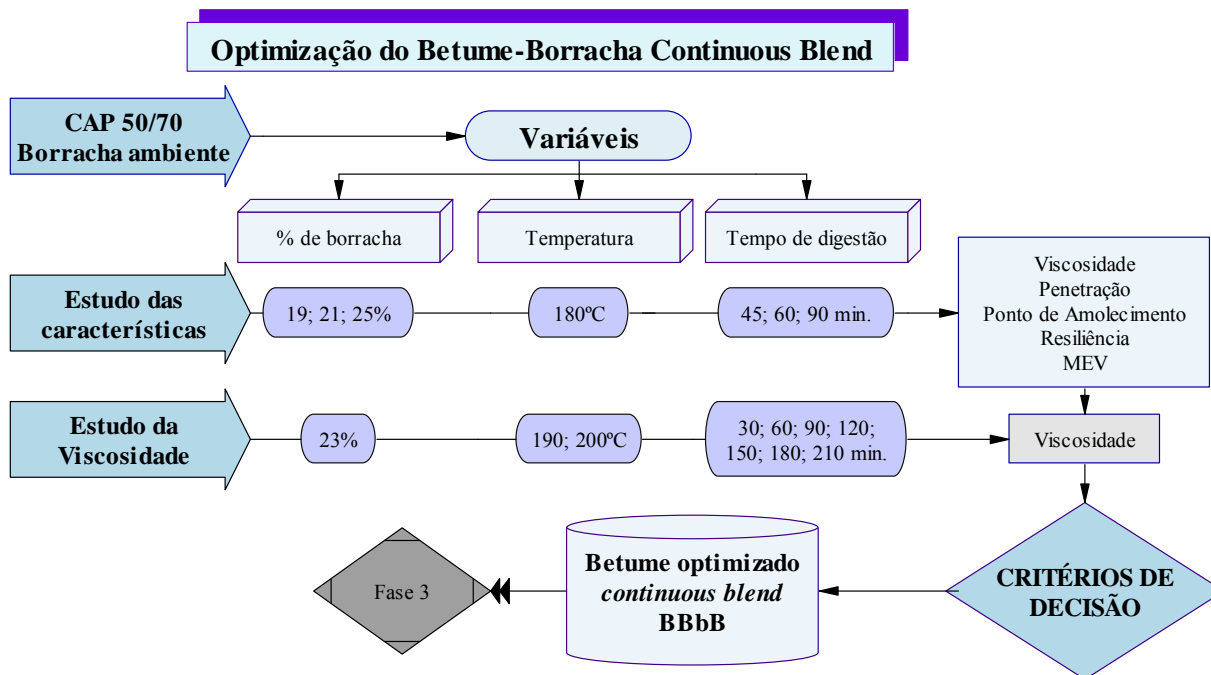 Optimização do Betume-Borracha Continuous Blend
CAP 50/70
Borracha ambiente
Variáveis
% de borracha
Temperatura
Tempo de digestão
Estudo das
características
19; 21; 25%
180ºC
45; 60; 90 min.
Viscosidade
Penetração
Ponto de Amolecimento
Resiliência
MEV
Estudo da
Viscosidade
23%
190; 200ºC
30; 60; 90; 120;
150; 180; 210 min.
Viscosidade
Fase 3
Betume optimizado
continuous blend
BBbB
CRITÉRIOS DE
DECISÃO